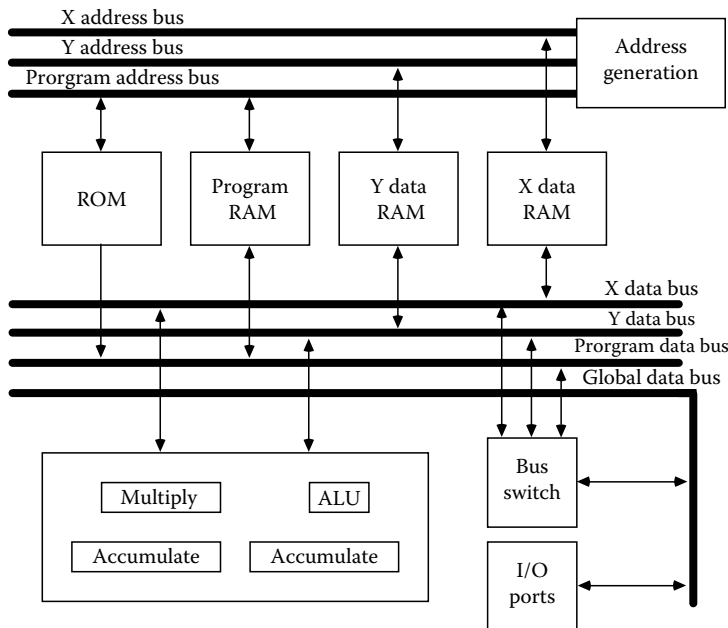 X address bus
Y address bus
Prorgram address bus
Address
generation
ROM
Program
RAM
Y data
RAM
X data
RAM
X data bus
Y data bus
Prorgram data bus
Global data bus
Multiply
ALU
Accumulate
Accumulate
Bus
switch
I/O
ports